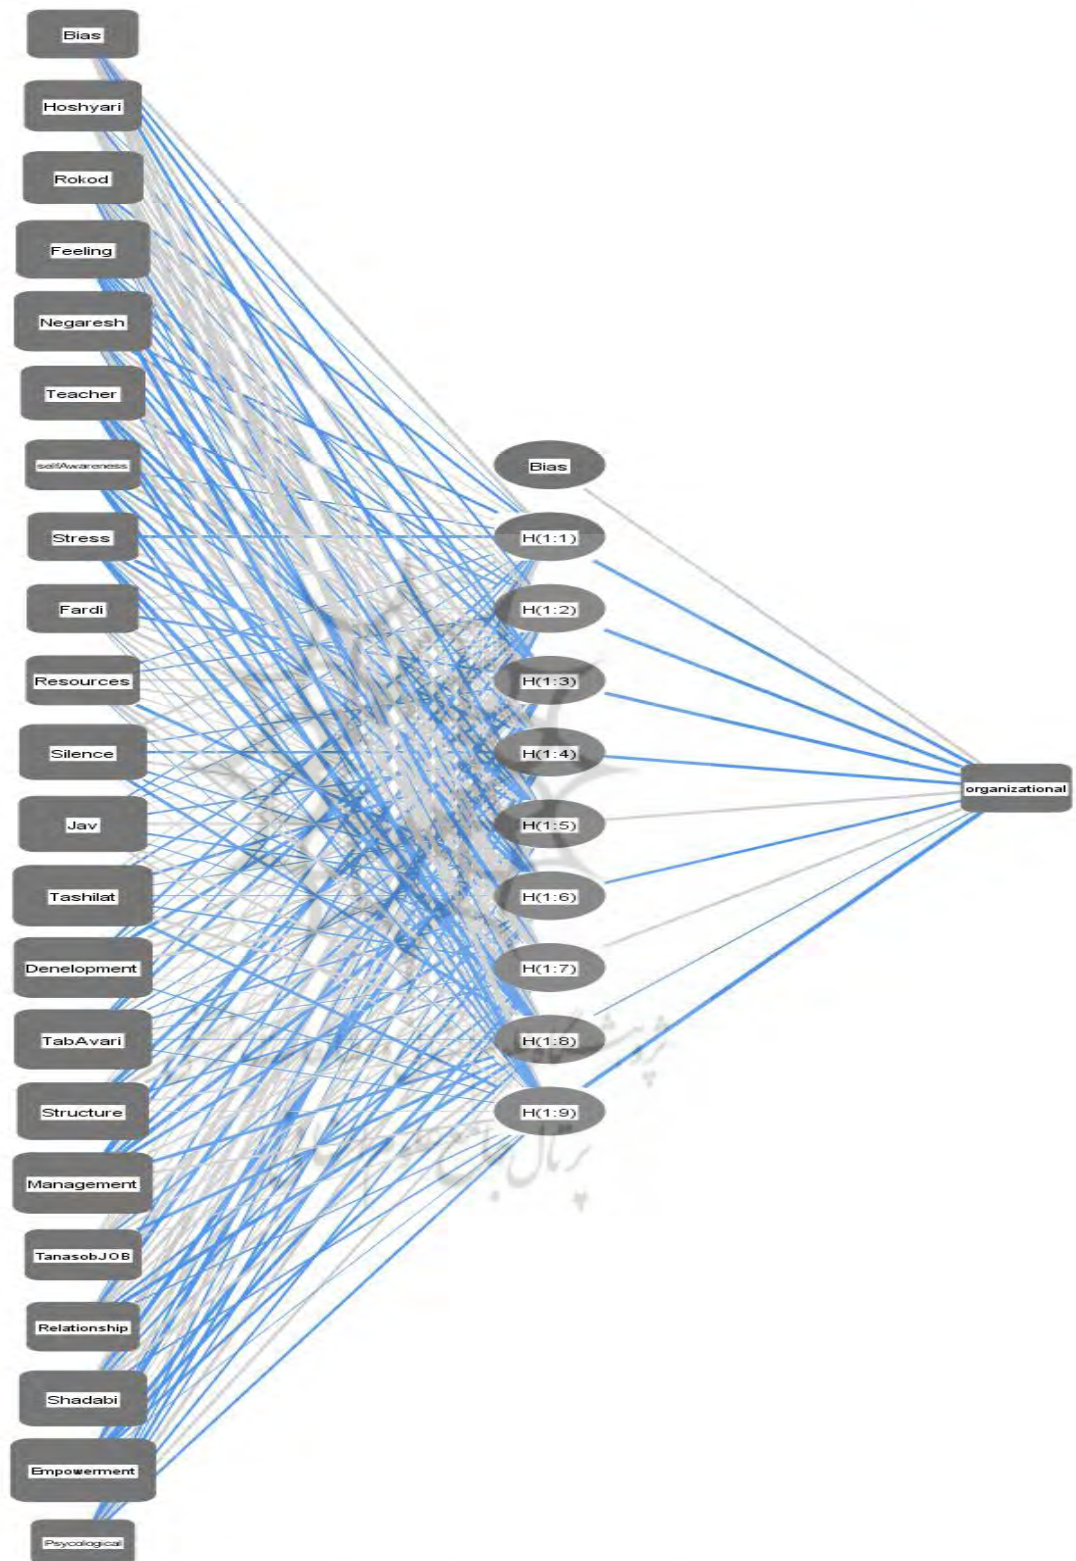 Bias
Hoshyari
Rokod
Feeling
Negaresh
Teacher
selfAwareness
Stress
Fardi
Resources
Silence
Jav
Tashilat
Denelopment
TabAvari
Structure
Management
TanasobJOB
Relationship
Shadabi
Empowerment
Psycological
Bias
H(1:1)
H(1:2)
H(1:3)
H(1:4)
H(1:5)
H(1:6)
H(1:7)
H(1:8)
H(1:9)
organizational